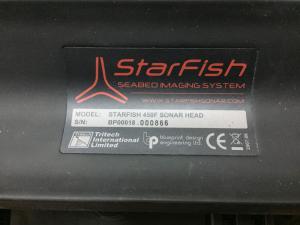 StarFish
SEABED IMAGING SYSTEM
WWW.STARFISHSONAR.COM
MODEL: STARFISH 450F SONAR HEAD
S/N: BP00018.000866
Tritech International Limited
blueprint design engineering ltd.